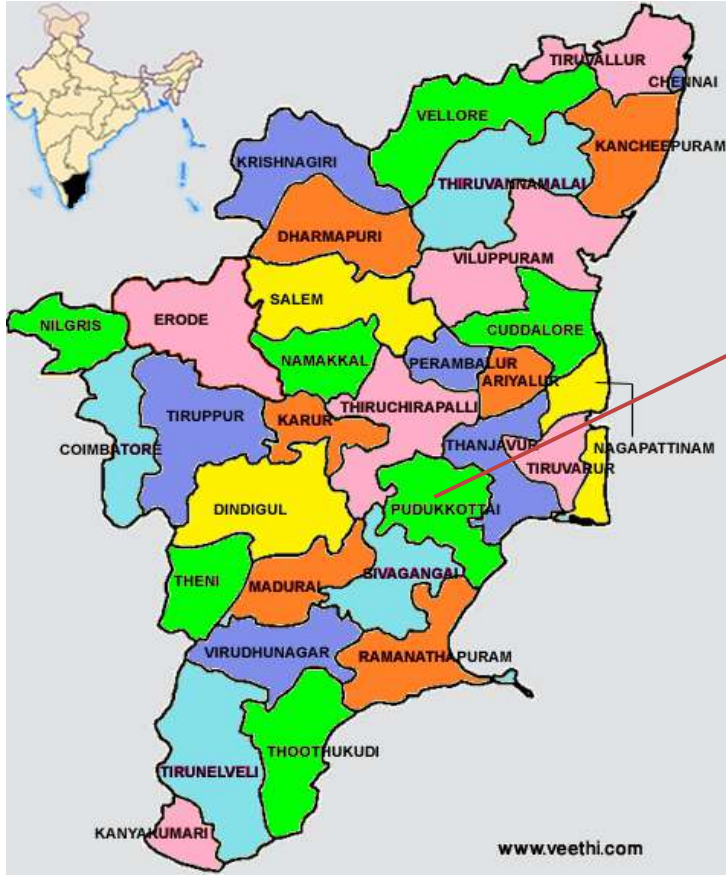 TIRUVALLUR
CHENNAI
VELLORE
KANCHEEPURAM
KRISHNAGIRI
THIRUVANNAMALAI
DHARMAPURI
VILUPPURAM
SALEM
NILGRIS
ERODE
CUDDALORE
NAMAKKAL
PERAMBALUR
ARIYALUR
TIRUPPUR
KARUR
THIRUCHIRAPALLI
COIMBATORE
THANJAVUR
NAGAPATTINAM
TIRUVARUR
DINDIGUL
PUDUKKOTTAI
THENI
MADURAI
SIVAGANGAI
VIRUDHUNAGAR
RAMANATHAPURAM
THOOTHUKUDI
TIRUNELVELI
KANYAKUMARI
www.veethi.com